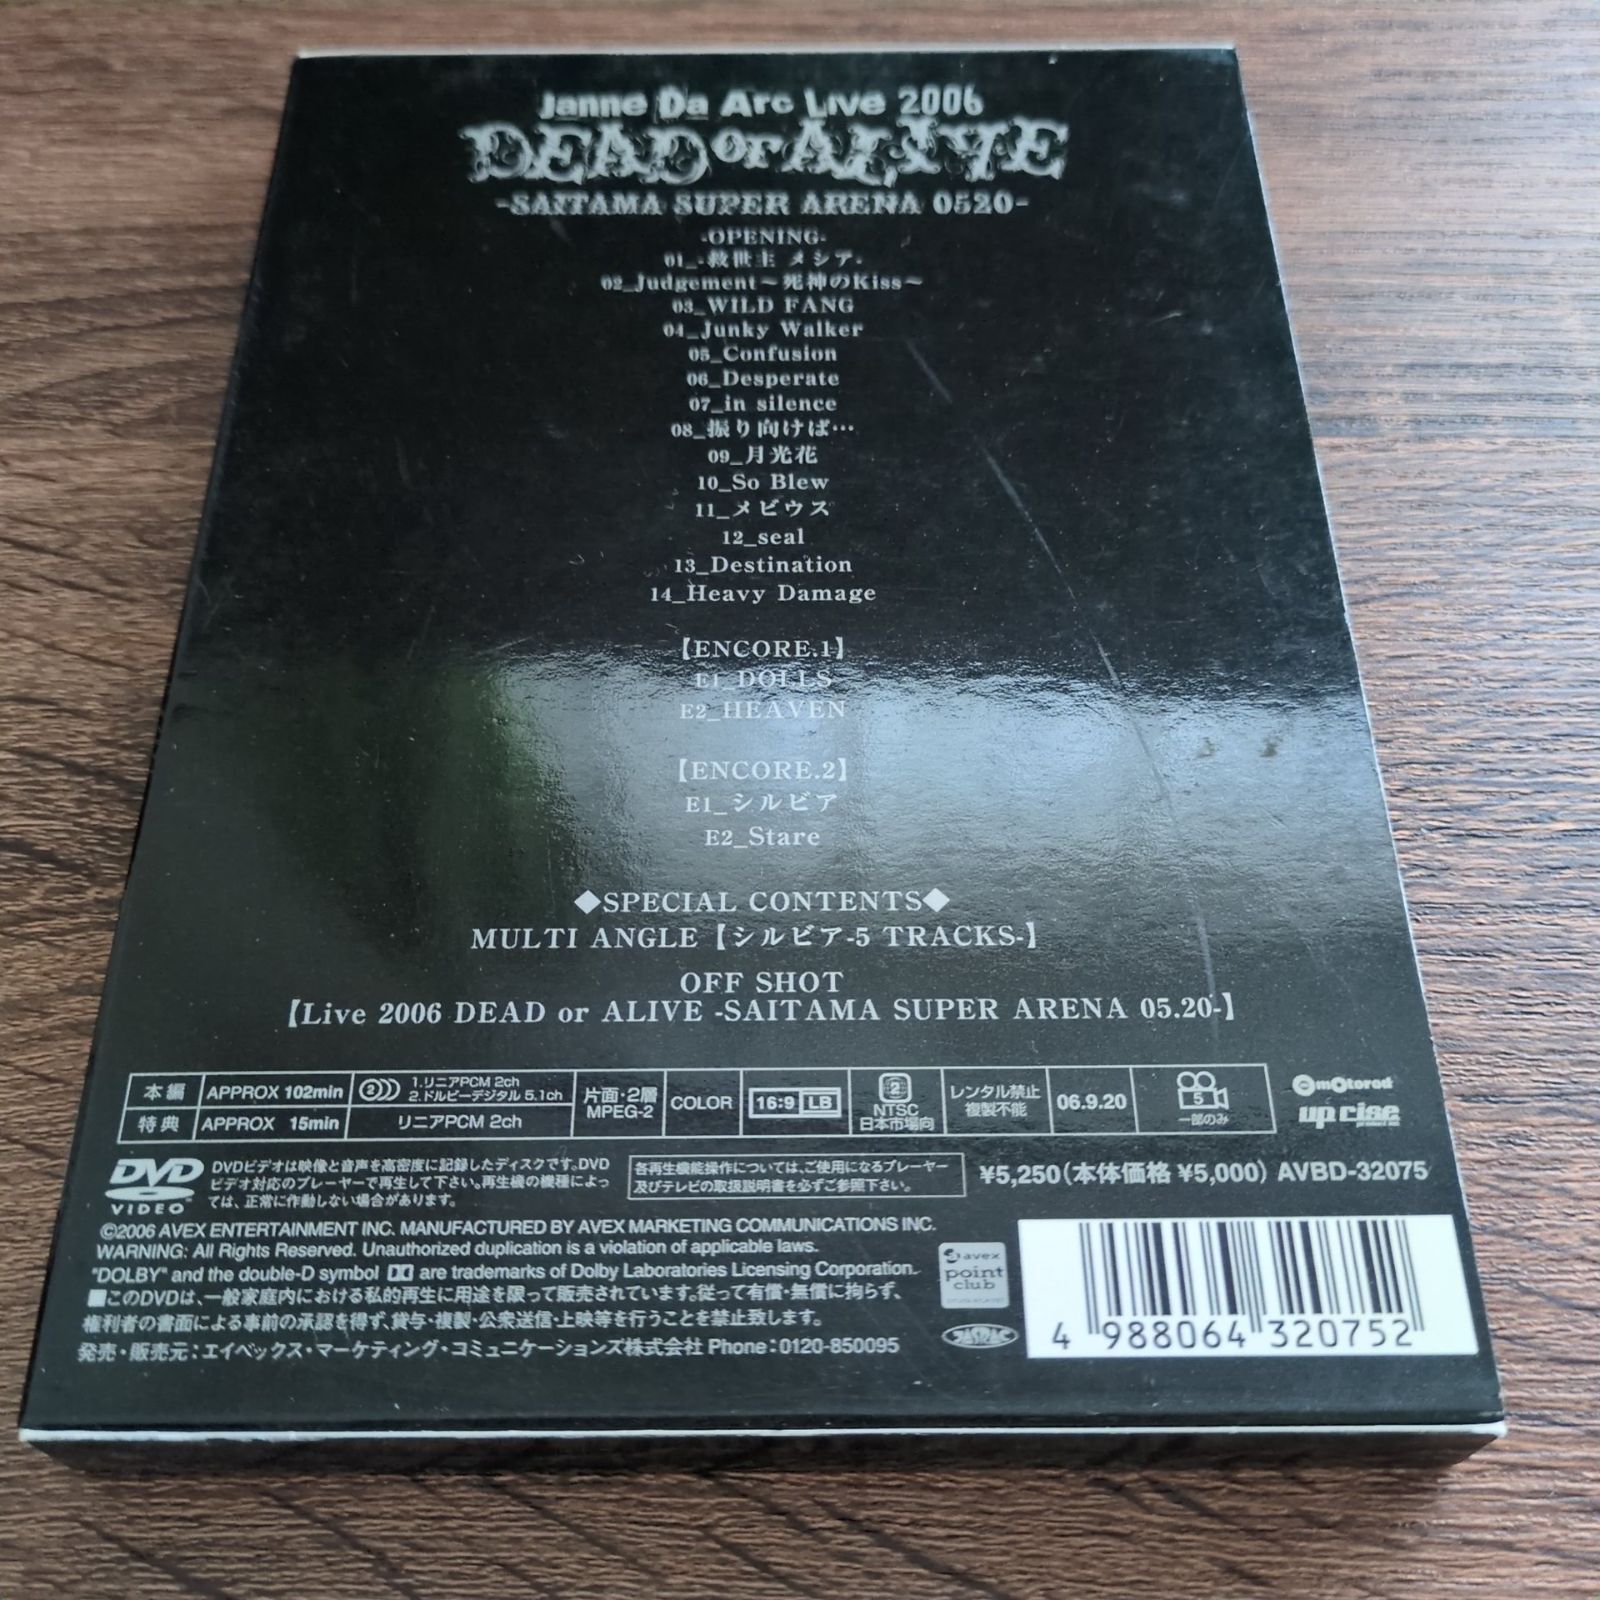 Janne Da Arc Live 2006
DEAD or ALIVE
-SAITAMA SUPER ARENA 0520-
-OPENING-
01_-救世主 メシア-
02_Judgement～死神のKiss～
03_WILD FANG
04_Junky Walker
05_Confusion
06_Desperate
07_in silence
08_振り向けば…
09_月光花
10_So Blew
11_メビウス
12_seal
13_Destination
14_Heavy Damage
【ENCORE.1】
E1_DOLLS
E2_HEAVEN
【ENCORE.2】
E1_シルビア
E2_Stare
◆SPECIAL CONTENTS◆
MULTI ANGLE【シルビア-5 TRACKS-】
OFF SHOT
【Live 2006 DEAD or ALIVE -SAITAMA SUPER ARENA 05.20-】
本編 APPROX 102min 2 1.リニアPCM 2ch
2.ドルビーデジタル 5.1ch
特典 APPROX 15min リニアPCM 2ch
片面・2層
MPEG-2
COLOR
16:9 LB
2
NTSC
日本市場向
レンタル禁止
複製不能
06.9.20
5
一部のみ
motorod
up rise
DVD
VIDEO
DVDビデオは映像と音声を高密度に記録したディスクです。DVD
ビデオ対応のプレーヤーで再生して下さい。再生機の機種によっ
ては、正常に作動しない場合があります。
各再生機能操作については、ご使用になるプレーヤー
及びテレビの取扱説明書を必ずご参照下さい。
¥5,250(本体価格 ¥5,000) AVBD-32075
©2006 AVEX ENTERTAINMENT INC. MANUFACTURED BY AVEX MARKETING COMMUNICATIONS INC.
WARNING: All Rights Reserved. Unauthorized duplication is a violation of applicable laws.
"DOLBY" and the double-D symbol are trademarks of Dolby Laboratories Licensing Corporation.
■このDVDは、一般家庭内における私的再生に用途を限って販売されています。従って有償・無償に拘らず、
権利者の書面による事前の承認を得ず、貸与・複製・公衆送信・上映等を行うことを禁止致します。
発売・販売元:エイベックス・マーケティング・コミュニケーションズ株式会社 Phone:0120-850095
avex
point
club
JASRAC
4 988064 320752